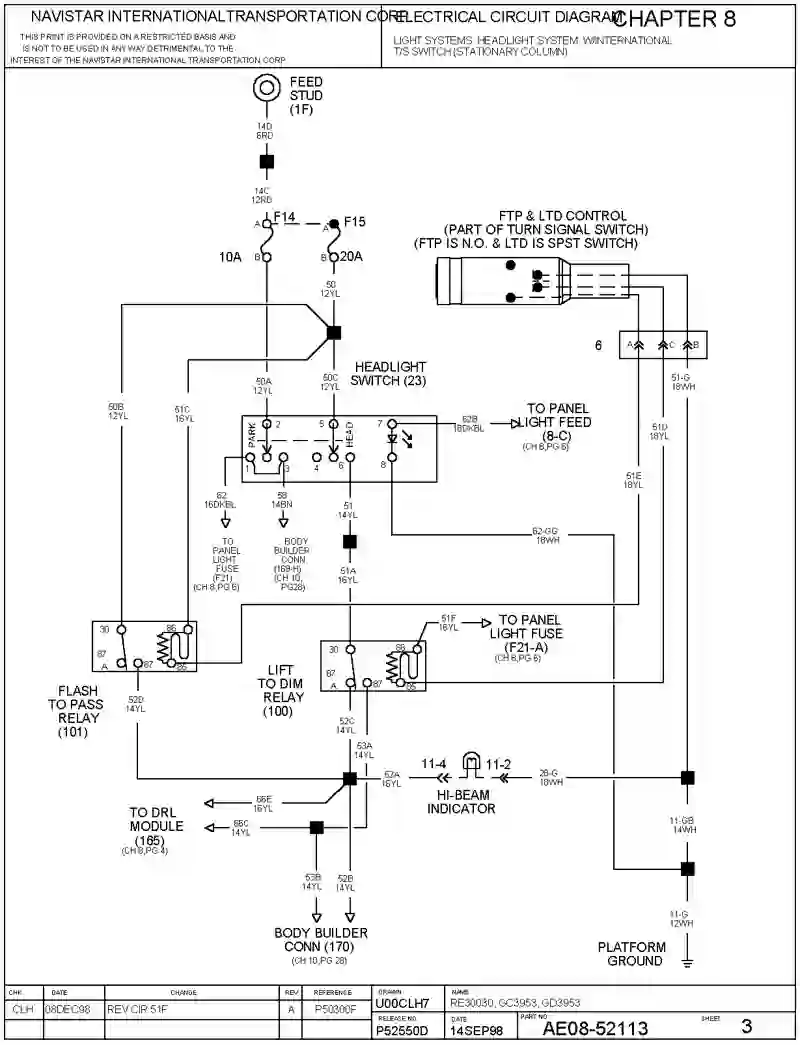 NAVISTAR INTERNATIONALTRANSPORTATION CORP
THIS PRINT IS PROVIDED ON A RESTRICTED BASIS AND
IS NOT TO BE USED IN ANY WAY DETRIMENTAL TO THE
INTEREST OF THE NAVISTAR INTERNATIONAL TRANSPORTATION CORP
ELECTRICAL CIRCUIT DIAGRAM
CHAPTER 8
LIGHT SYSTEMS HEADLIGHT SYSTEM W/INTERNATIONAL
T/S SWITCH (STATIONARY COLUMN)
FEED
STUD
(1F)
14D
6RD
14C
12RD
A
F14
A
F15
10A
B
B
20A
50
12YL
FTP & LTD CONTROL
(PART OF TURN SIGNAL SWITCH)
(FTP IS N.O. & LTD IS SPST SWITCH)
6
A
C
B
HEADLIGHT
SWITCH (23)
50A
12YL
50C
12YL
50B
12YL
51C
16YL
51-G
18WH
51D
18YL
51E
18YL
PARK
2
5
HEAD
7
62B
18DKBL
TO PANEL
LIGHT FEED
(8-C)
(CH 8,PG 6)
1
3
4
6
8
62
16DKBL
58
14BN
51
14YL
TO
PANEL
LIGHT
FUSE
(F21)
(CH 8,PG 6)
BODY
BUILDER
CONN
(169-H)
(CH 10,
PG28)
62-GG
18WH
51A
16YL
30
86
87
A
87
85
51F
16YL
TO PANEL
LIGHT FUSE
(F21-A)
(CH 8,PG 6)
30
86
87
A
87
85
FLASH
TO PASS
RELAY
(101)
52D
14YL
LIFT
TO DIM
RELAY
(100)
52C
14YL
53A
14YL
52A
16YL
11-4
11-2
HI-BEAM
INDICATOR
28-G
18WH
66E
16YL
66C
14YL
TO DRL
MODULE
(165)
(CH 8,PG 4)
11-GB
14WH
53B
14YL
52B
14YL
11-G
12WH
BODY BUILDER
CONN (170)
(CH 10,PG 28)
PLATFORM
GROUND
CHK
DATE
CHANGE
REV
REFERENCE
DRAWN
U00CLH7
NAME
RE30030, GC3953, GD3953
CLH
08DEC98
REV CIR 51F
A
P50300F
RELEASE NO.
P52550D
DATE
14SEP98
PART NO
AE08-52113
SHEET
3